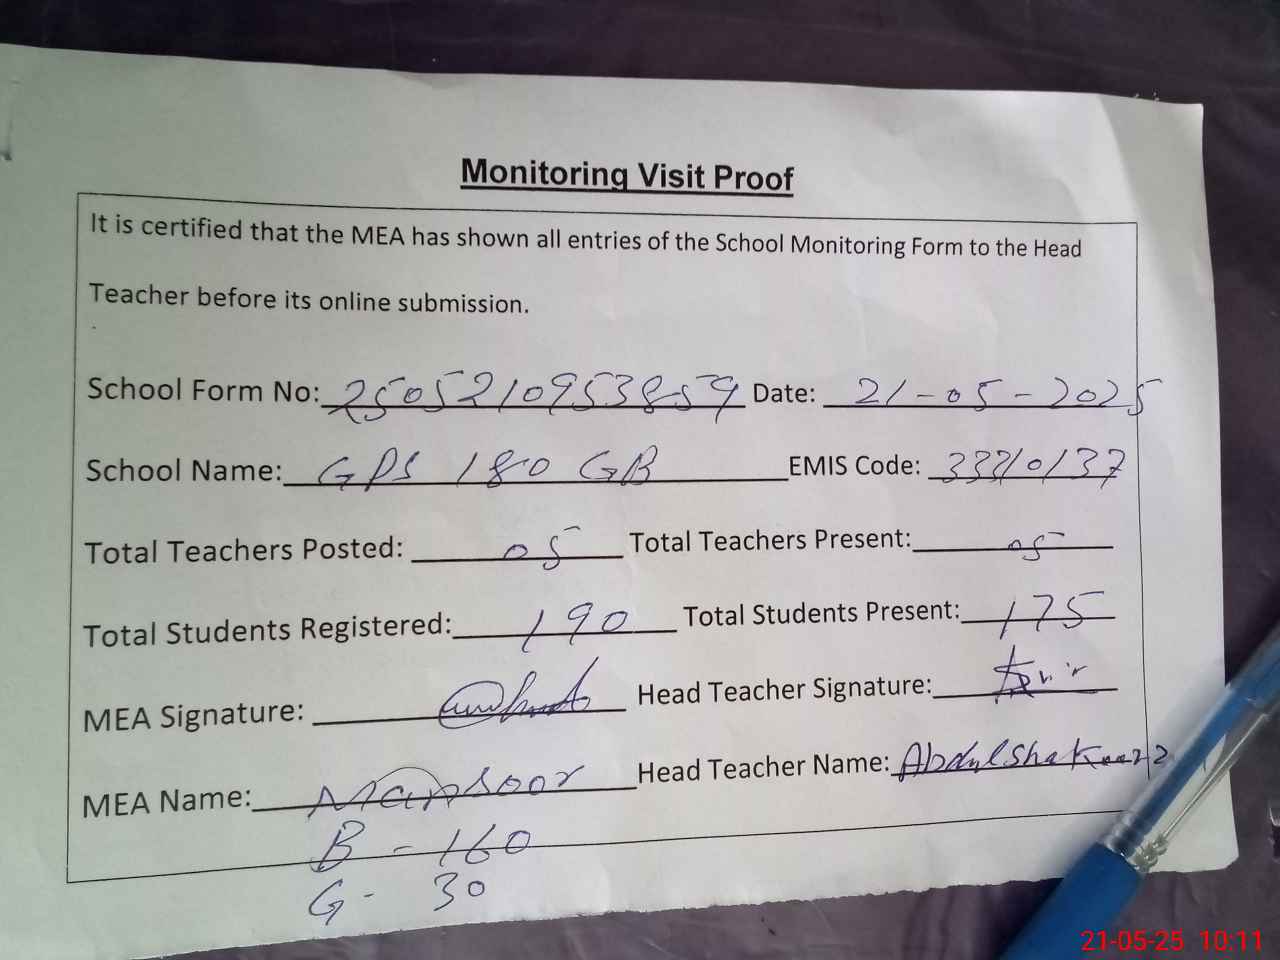 Monitoring Visit Proof
It is certified that the MEA has shown all entries of the School Monitoring Form to the Head
Teacher before its online submission.
School Form No: 2505210953859 Date: 21-05-2025
School Name: GPS 180 GB EMIS Code: 33210137
Total Teachers Posted: 05 Total Teachers Present: 05
Total Students Registered: 190 Total Students Present: 175
MEA Signature: Head Teacher Signature:
MEA Name: Mansoor Head Teacher Name: Abdul
B - 160
G - 30
21-05-25 10:11